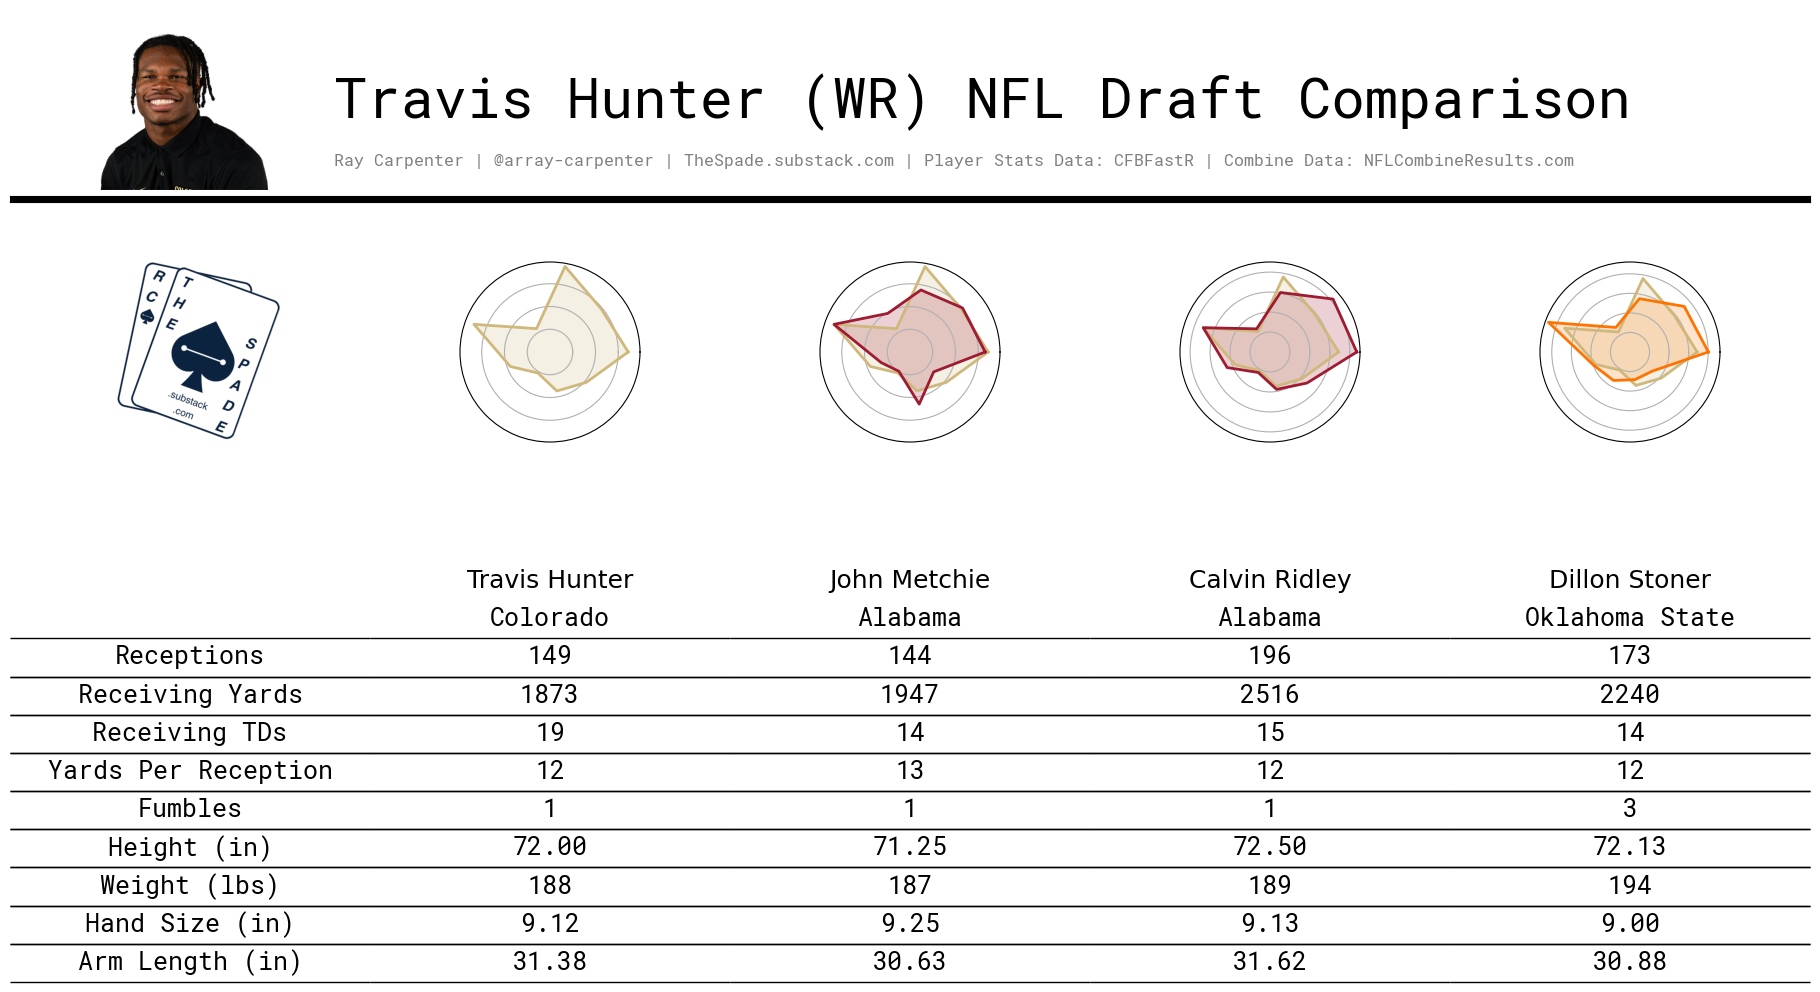 Travis Hunter (WR) NFL Draft Comparison
Ray Carpenter | @array-carpenter | TheSpade.substack.com | Player Stats Data: CFBFastR | Combine Data: NFLCombineResults.com
R C
THE
SPADE
.substack
.com
Travis Hunter John Metchie Calvin Ridley Dillon Stoner
Colorado Alabama Alabama Oklahoma State
Receptions 149 144 196 173
Receiving Yards 1873 1947 2516 2240
Receiving TDs 19 14 15 14
Yards Per Reception 12 13 12 12
Fumbles 1 1 1 3
Height (in) 72.00 71.25 72.50 72.13
Weight (lbs) 188 187 189 194
Hand Size (in) 9.12 9.25 9.13 9.00
Arm Length (in) 31.38 30.63 31.62 30.88